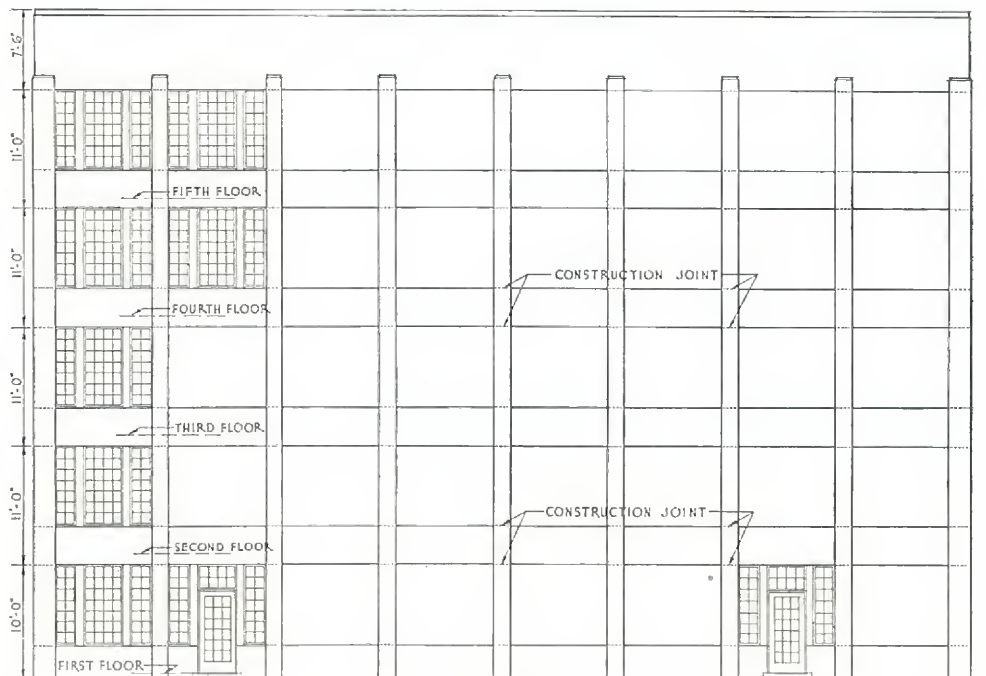 7'-6"
11'-0"
FIFTH FLOOR
11'-0"
CONSTRUCTION JOINT
FOURTH FLOOR
11'-0"
THIRD FLOOR
11'-0"
CONSTRUCTION JOINT
SECOND FLOOR
10'-0"
FIRST FLOOR